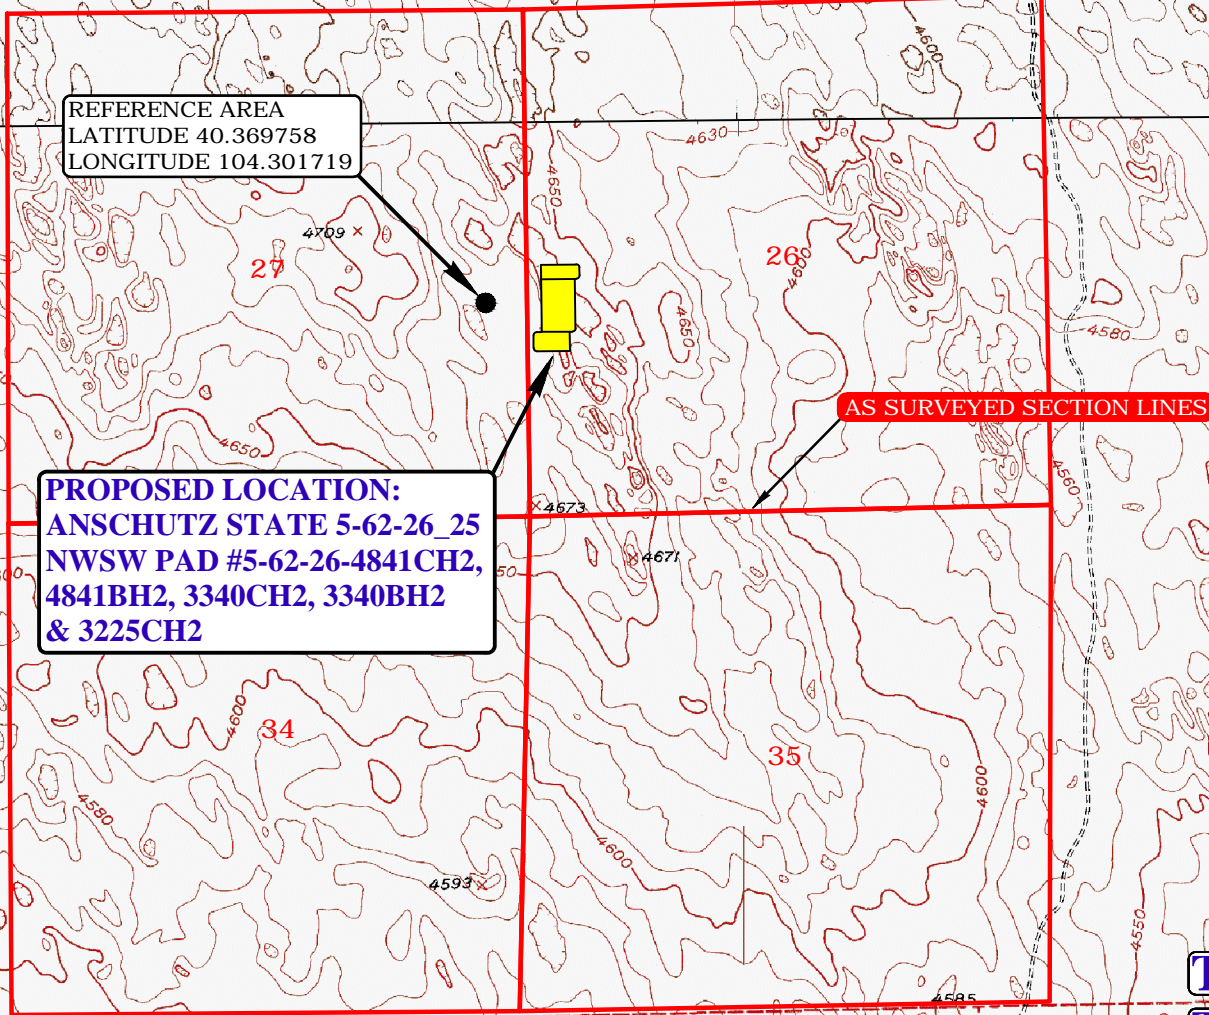 4600
REFERENCE AREA
LATITUDE 40.369758
LONGITUDE 104.301719
4630
4650
4709
27
26
4600
4650
4580
AS SURVEYED SECTION LINES
4650
4560
PROPOSED LOCATION:
ANSCHUTZ STATE 5-62-26_25
NWSW PAD #5-62-26-4841CH2,
4841BH2, 3340CH2, 3340BH2
& 3225CH2
4673
4671
4600
34
35
4600
4580
4600
4593
4550
4585